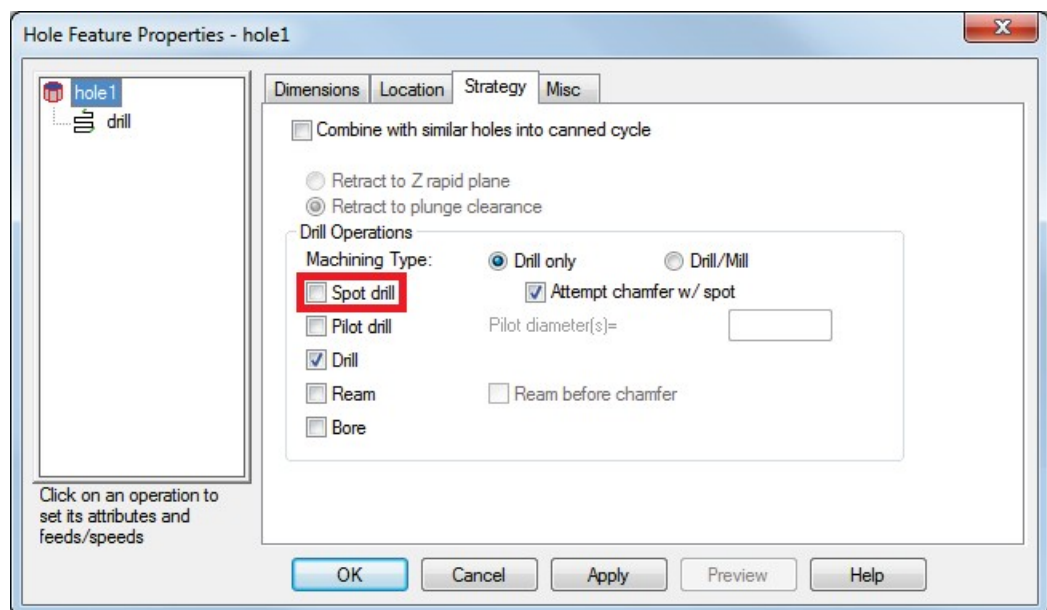 Hole Feature Properties - hole1
hole1
drill
Click on an operation to
set its attributes and
feeds/speeds
Dimensions Location Strategy Misc
Combine with similar holes into canned cycle
Retract to Z rapid plane
Retract to plunge clearance
Drill Operations
Machining Type: Drill only Drill/Mill
Spot drill Attempt chamfer w/ spot
Pilot drill Pilot diameter(s)=
Drill
Ream Ream before chamfer
Bore
OK Cancel Apply Preview Help